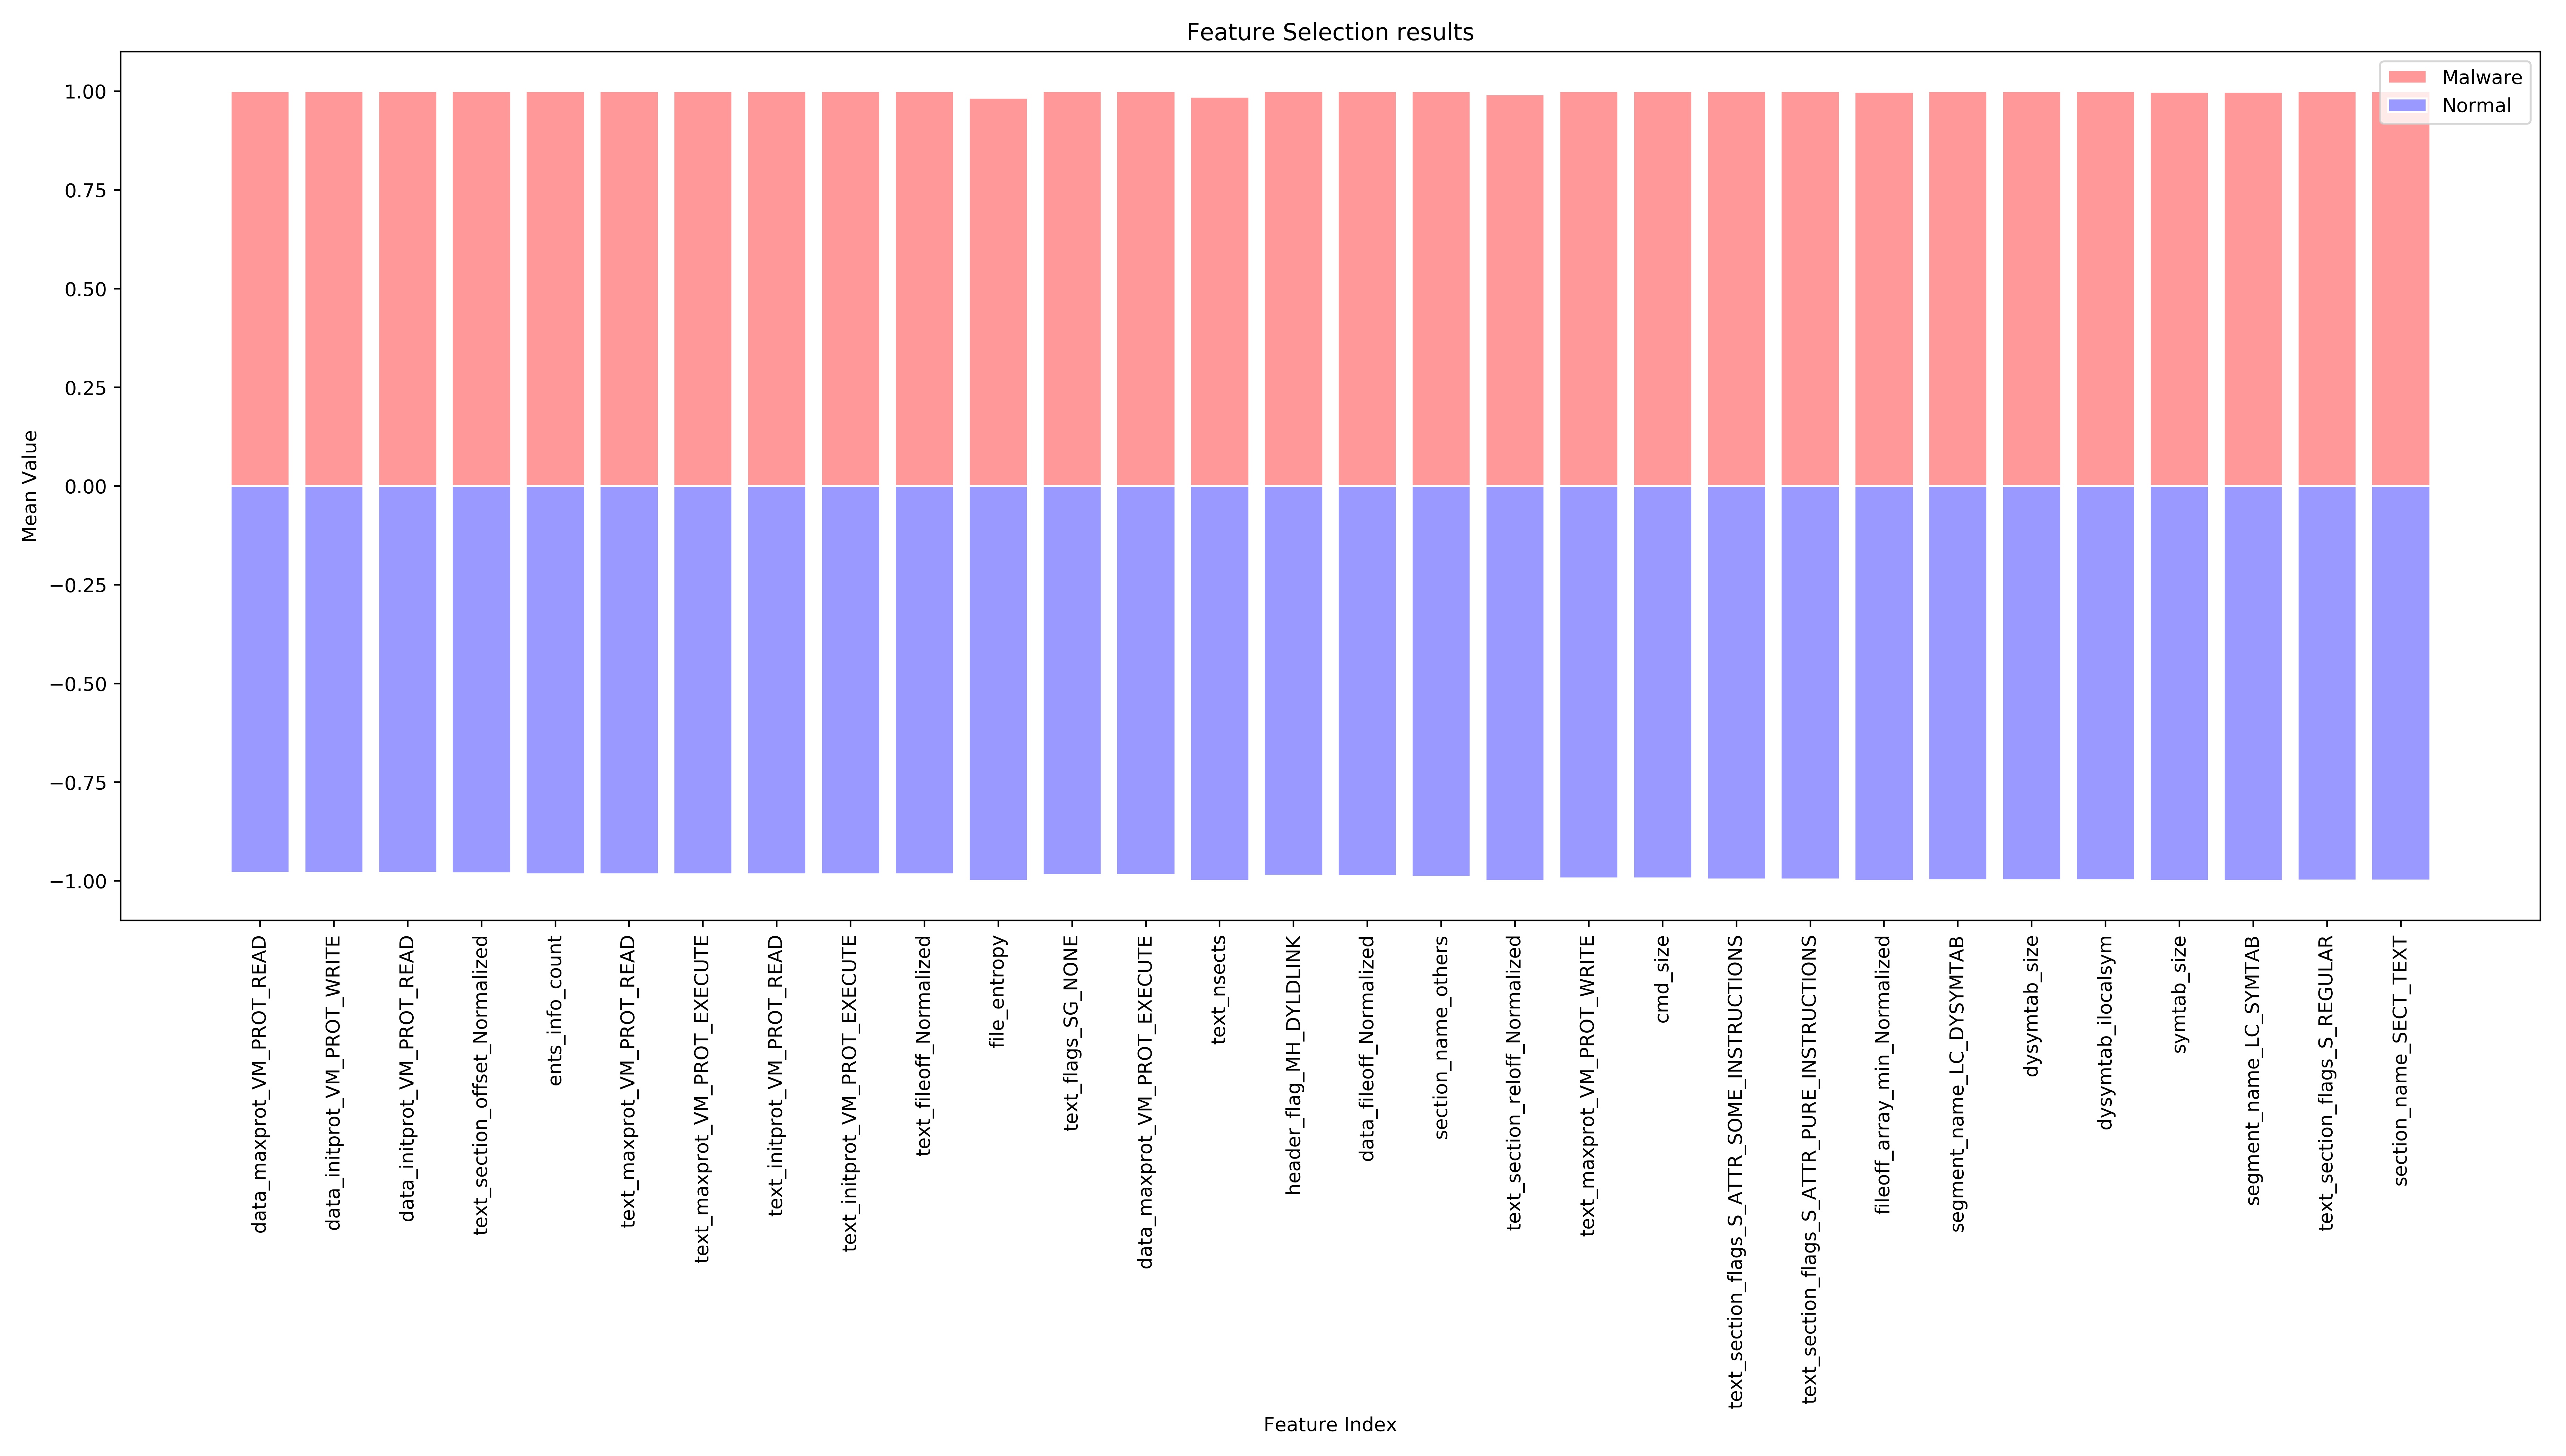 Feature Selection results
Malware
Normal
1.00
0.75
0.50
0.25
0.00
−0.25
−0.50
−0.75
−1.00
Mean Value
data_maxprot_VM_PROT_READ
data_initprot_VM_PROT_WRITE
data_initprot_VM_PROT_READ
text_section_offset_Normalized
ents_info_count
text_maxprot_VM_PROT_READ
text_maxprot_VM_PROT_EXECUTE
text_initprot_VM_PROT_READ
text_initprot_VM_PROT_EXECUTE
text_fileoff_Normalized
file_entropy
text_flags_SG_NONE
data_maxprot_VM_PROT_EXECUTE
text_nsects
header_flag_MH_DYLDLINK
data_fileoff_Normalized
section_name_others
text_section_reloff_Normalized
text_maxprot_VM_PROT_WRITE
cmd_size
text_section_flags_S_ATTR_SOME_INSTRUCTIONS
text_section_flags_S_ATTR_PURE_INSTRUCTIONS
fileoff_array_min_Normalized
segment_name_LC_DYSYMTAB
dysymtab_size
dysymtab_ilocalsym
symtab_size
segment_name_LC_SYMTAB
text_section_flags_S_REGULAR
section_name_SECT_TEXT
Feature Index